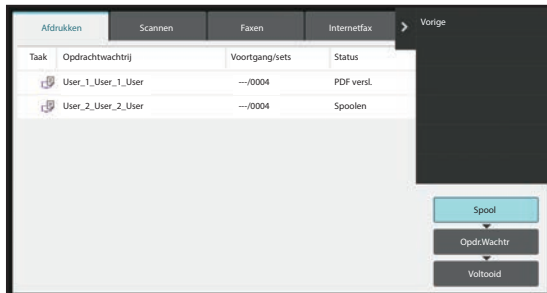 Afdrukken Scannen Faxen Internetfax Vorige
Taak Opdrachtwachtrij Voortgang/sets Status
User_1_User_1_User ---/0004 PDF versl.
User_2_User_2_User ---/0004 Spoolen
Spool
Opdr.Wachtr
Voltooid